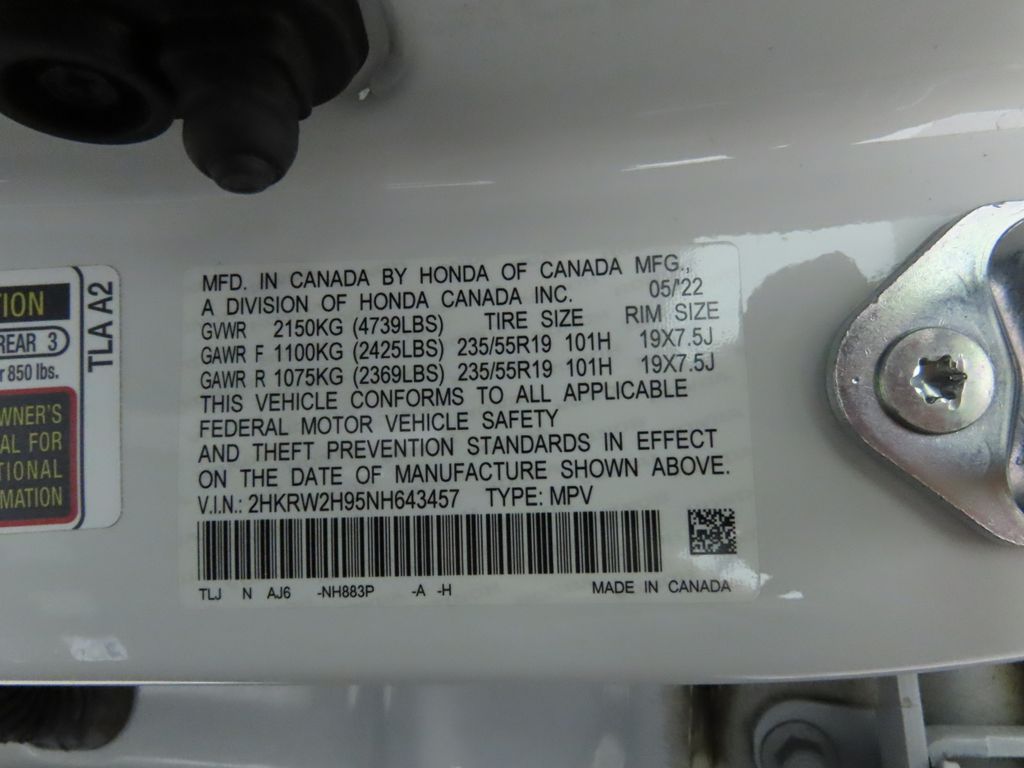 MFD. IN CANADA BY HONDA OF CANADA MFG.,
A DIVISION OF HONDA CANADA INC. 05/'22
GVWR 2150KG (4739LBS) TIRE SIZE RIM SIZE
GAWR F 1100KG (2425LBS) 235/55R19 101H 19X7.5J
GAWR R 1075KG (2369LBS) 235/55R19 101H 19X7.5J
THIS VEHICLE CONFORMS TO ALL APPLICABLE
FEDERAL MOTOR VEHICLE SAFETY
AND THEFT PREVENTION STANDARDS IN EFFECT
ON THE DATE OF MANUFACTURE SHOWN ABOVE.
V.I.N.: 2HKRW2H95NH643457 TYPE: MPV
TLJ N AJ6 -NH883P -A -H MADE IN CANADA
TION
REAR 3
r 850 lbs.
WNER'S
AL FOR
TIONAL
MATION
TLA A2